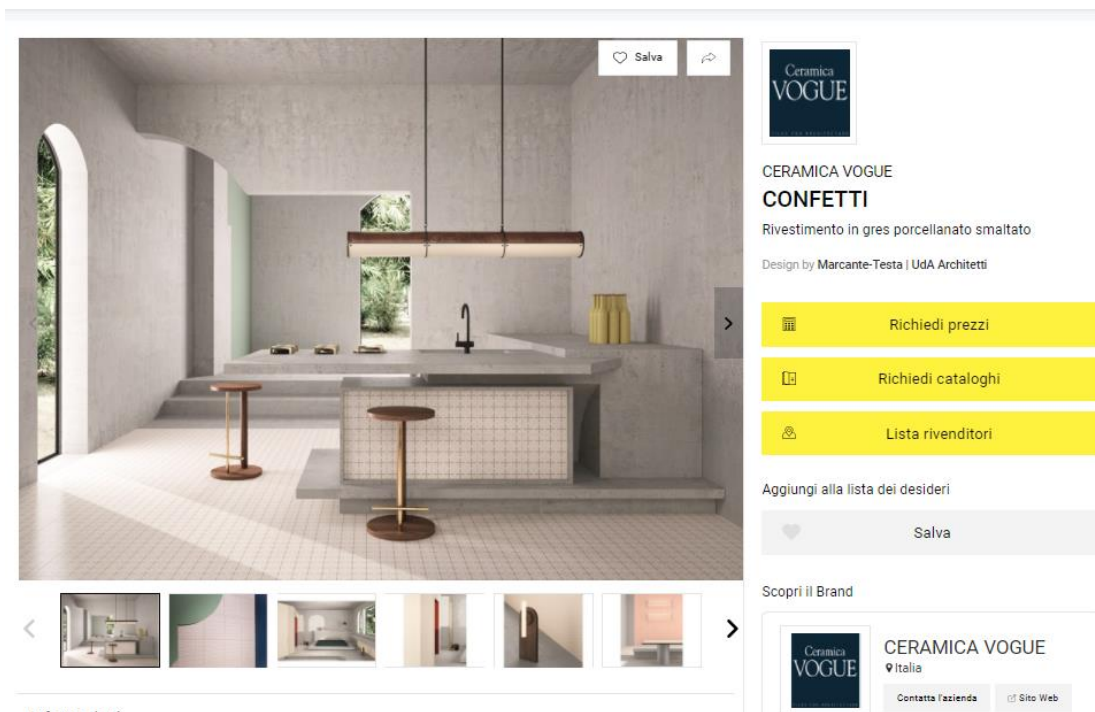 Salva
Ceramica
VOGUE
CERAMICA VOGUE
CONFETTI
Rivestimento in gres porcellanato smaltato
Design by Marcante-Testa | UdA Architetti
Richiedi prezzi
Richiedi cataloghi
Lista rivenditori
Aggiungi alla lista dei desideri
Salva
Scopri il Brand
Ceramica
VOGUE
CERAMICA VOGUE
Italia
Contatta l'azienda
Sito Web